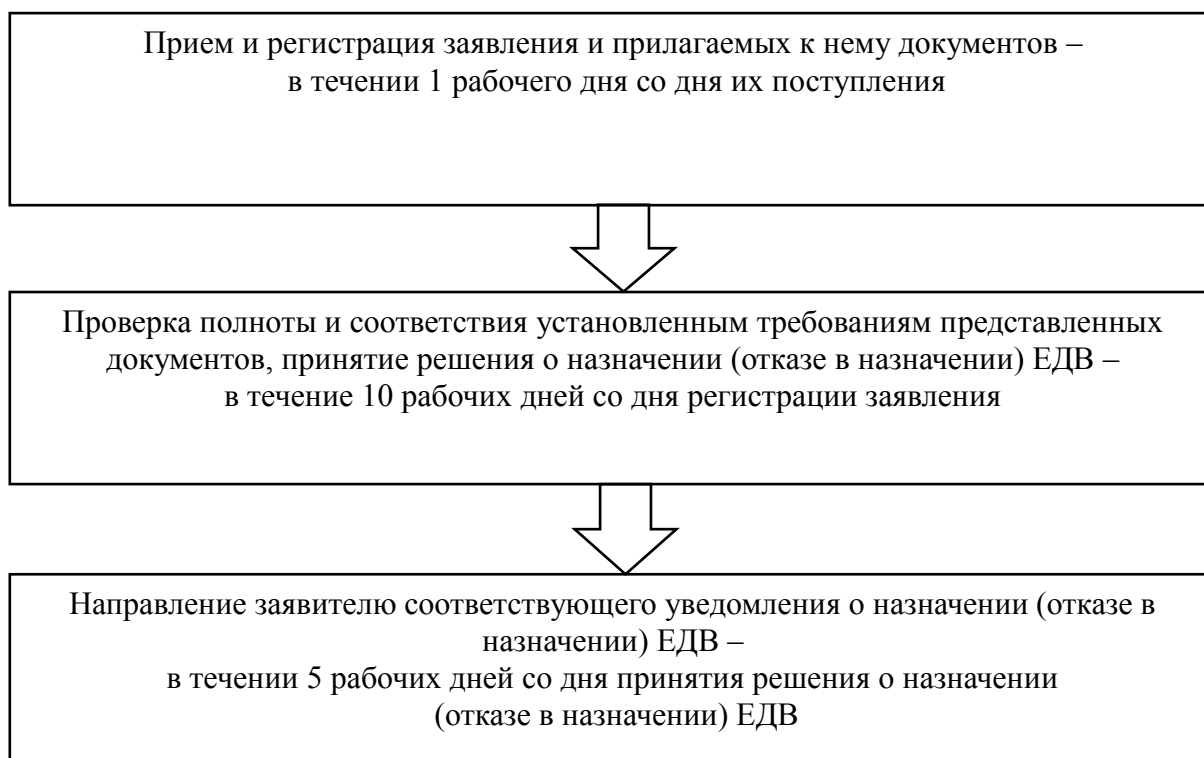 Прием и регистрация заявления и прилагаемых к нему документов –
в течении 1 рабочего дня со дня их поступления
Проверка полноты и соответствия установленным требованиям представленных
документов, принятие решения о назначении (отказе в назначении) ЕДВ –
в течение 10 рабочих дней со дня регистрации заявления
Направление заявителю соответствующего уведомления о назначении (отказе в
назначении) ЕДВ –
в течении 5 рабочих дней со дня принятия решения о назначении
(отказе в назначении) ЕДВ